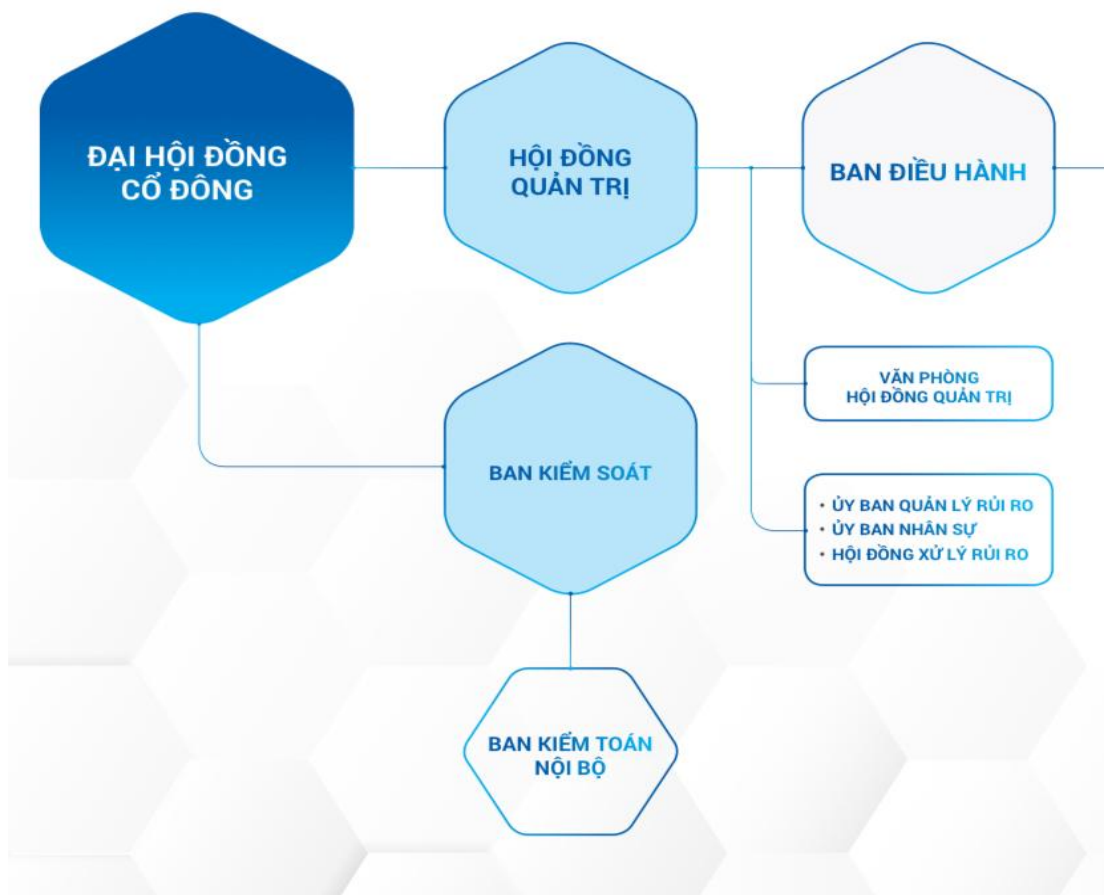 ĐẠI HỘI ĐỒNG
CỔ ĐÔNG
HỘI ĐỒNG
QUẢN TRỊ
BAN ĐIỀU HÀNH
VĂN PHÒNG
HỘI ĐỒNG QUẢN TRỊ
BAN KIỂM SOÁT
• ỦY BAN QUẢN LÝ RỦI RO
• ỦY BAN NHÂN SỰ
• HỘI ĐỒNG XỬ LÝ RỦI RO
BAN KIỂM TOÁN
NỘI BỘ